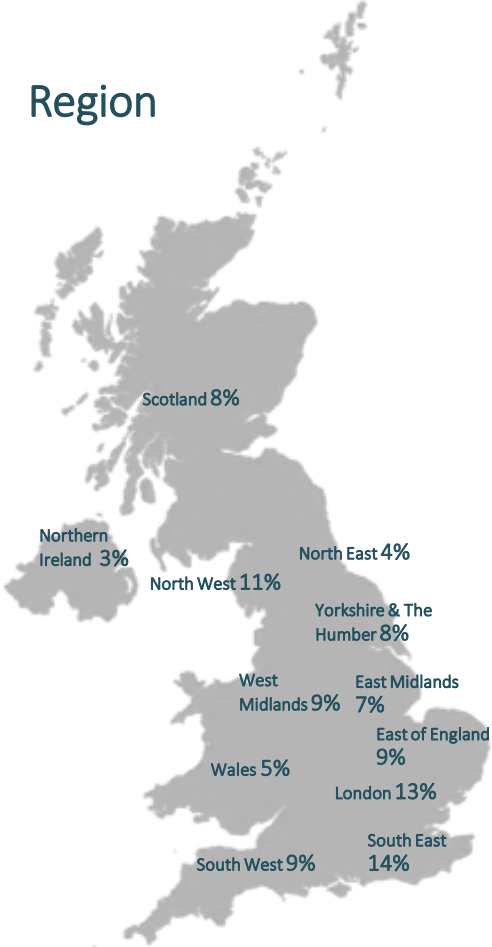 Region
Scotland 8%
Northern
Ireland 3%
North East 4%
North West 11%
Yorkshire & The
Humber 8%
West
Midlands 9%
East Midlands
7%
East of England
9%
Wales 5%
London 13%
South East
14%
South West 9%